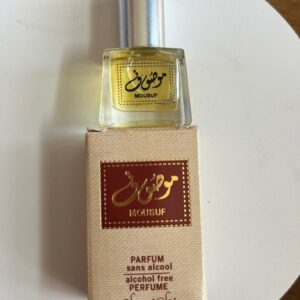 موصوف
MOUSUF
موصوف
MOUSUF
PARFUM
sans alcool
alcohol free
PERFUME